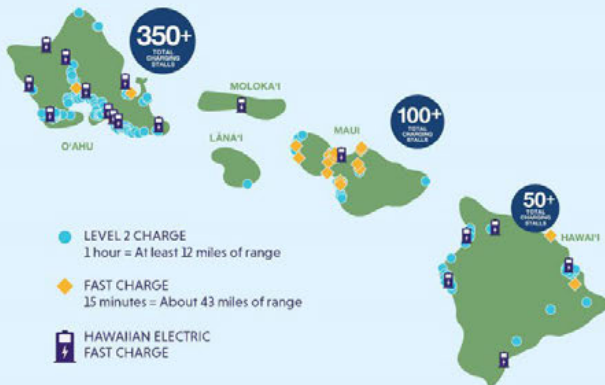 350+
TOTAL
CHARGING
STALLS
O'AHU
MOLOKA'I
LĀNA'I
MAUI
100+
TOTAL
CHARGING
STALLS
50+
TOTAL
CHARGING
STALLS
HAWAI'I
LEVEL 2 CHARGE
1 hour = At least 12 miles of range
FAST CHARGE
15 minutes = About 43 miles of range
HAWAIIAN ELECTRIC
FAST CHARGE